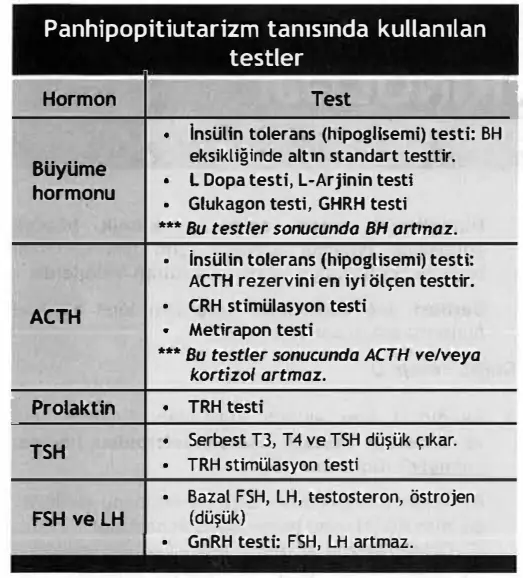 Panhipopitiutarizm tanısında kullanılan
testler
Hormon
Test
Büyüme
hormonu
• İnsülin tolerans (hipoglisemi) testi: BH
eksikliğinde altın standart testtir.
• L Dopa testi, L-Arjinin testi
• Glukagon testi, GHRH testi
*** Bu testler sonucunda BH artmaz.
ACTH
• İnsülin tolerans (hipoglisemi) testi:
ACTH rezervini en iyi ölçen testtir.
• CRH stimülasyon testi
• Metirapon testi
*** Bu testler sonucunda ACTH ve/veya
kortizol artmaz.
Prolaktin
• TRH testi
TSH
• Serbest T3, T4 ve TSH düşük çıkar.
• TRH stimülasyon testi
FSH ve LH
• Bazal FSH, LH, testosteron, östrojen
(düşük)
• GnRH testi: FSH, LH artmaz.